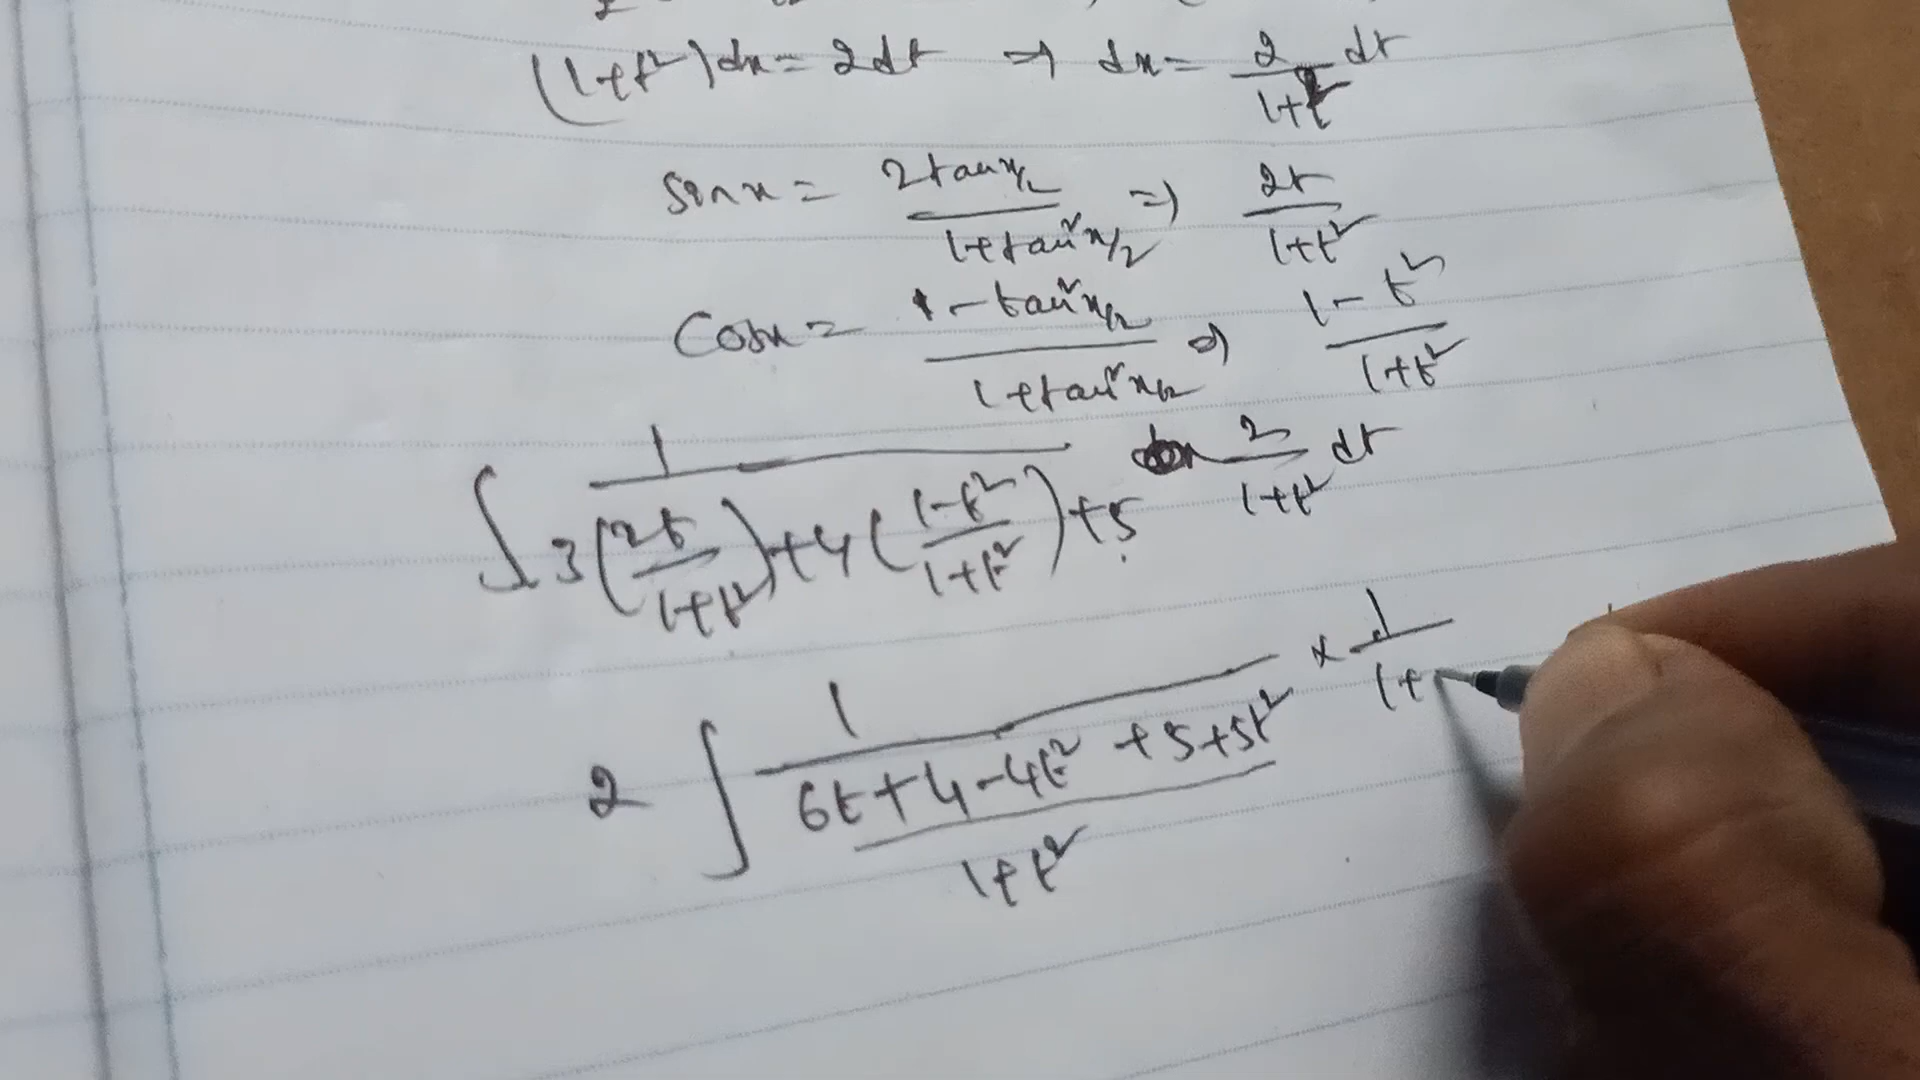 (1+t²)dx = 2dt ⇒ dx = 2/(1+t²) dt
sinx = (2tan x/2)/(1+tan² x/2) ⇒ 2t/(1+t²)
Cosx = (1-tan² x/2)/(1+tan² x/2) ⇒ (1-t²)/(1+t²)
∫ 1/(3(2t/(1+t²))+4((1-t²)/(1+t²))+5) 2/(1+t²) dt
2 ∫ 1/((6t+4-4t²+5+5t²)/(1+t²)) × 1/(1+